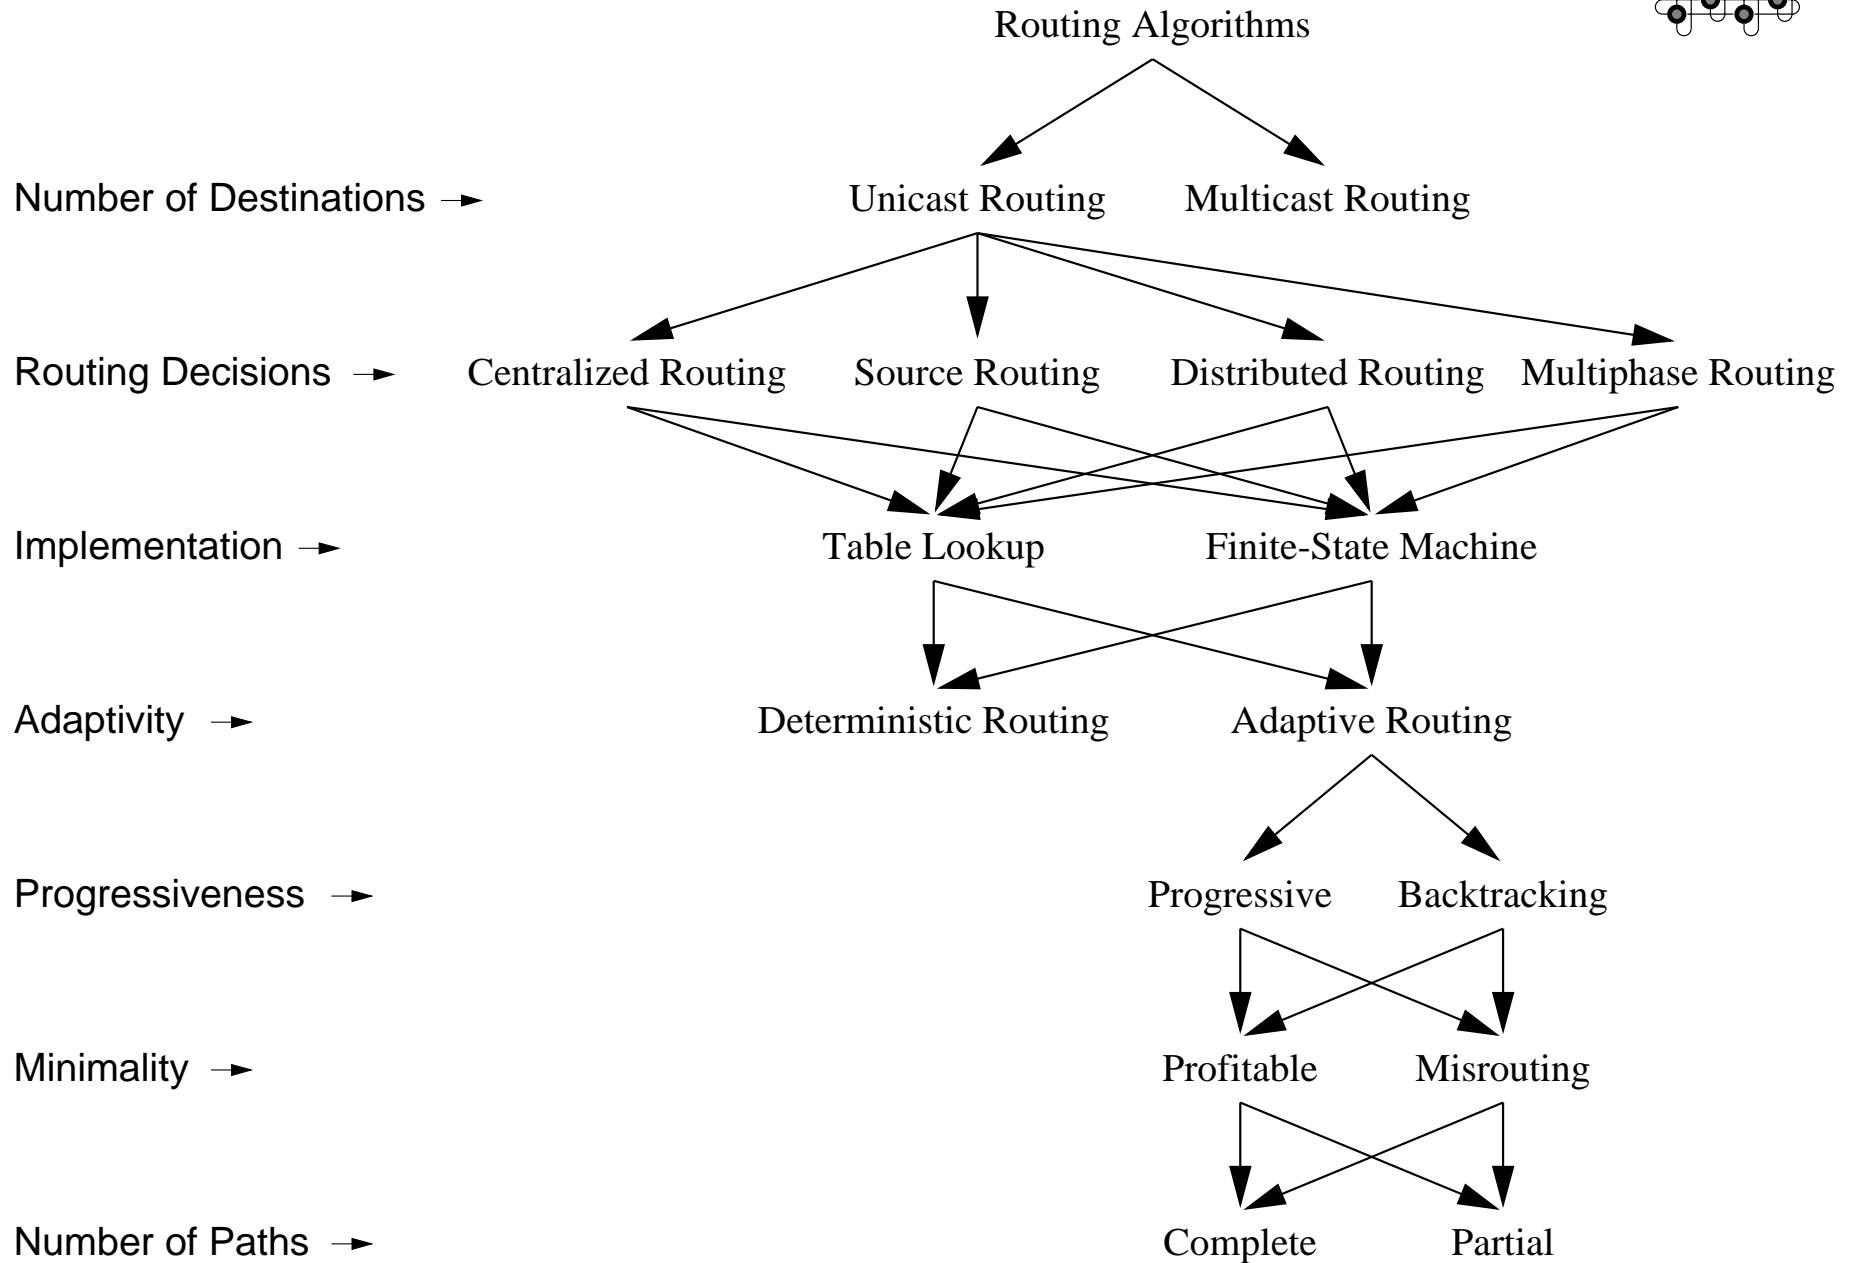 Routing Algorithms
Number of Destinations
Unicast Routing
Multicast Routing
Routing Decisions
Centralized Routing
Source Routing
Distributed Routing
Multiphase Routing
Implementation
Table Lookup
Finite-State Machine
Adaptivity
Deterministic Routing
Adaptive Routing
Progressiveness
Progressive
Backtracking
Minimality
Profitable
Misrouting
Number of Paths
Complete
Partial